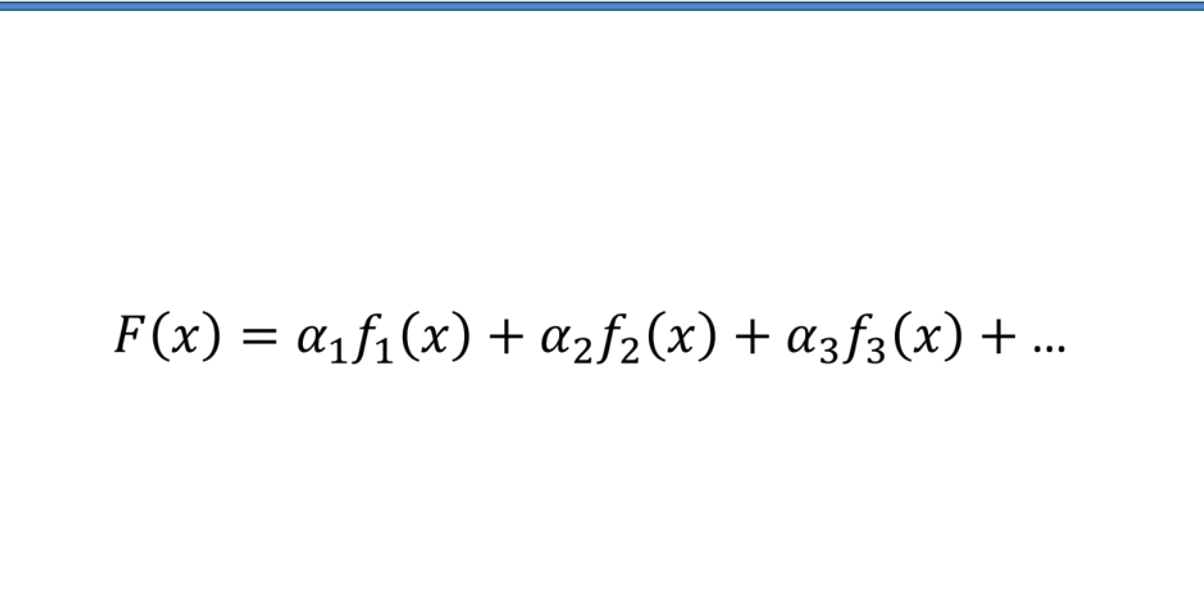 F(x) = α₁f₁(x) + α₂f₂(x) + α₃f₃(x) + ...